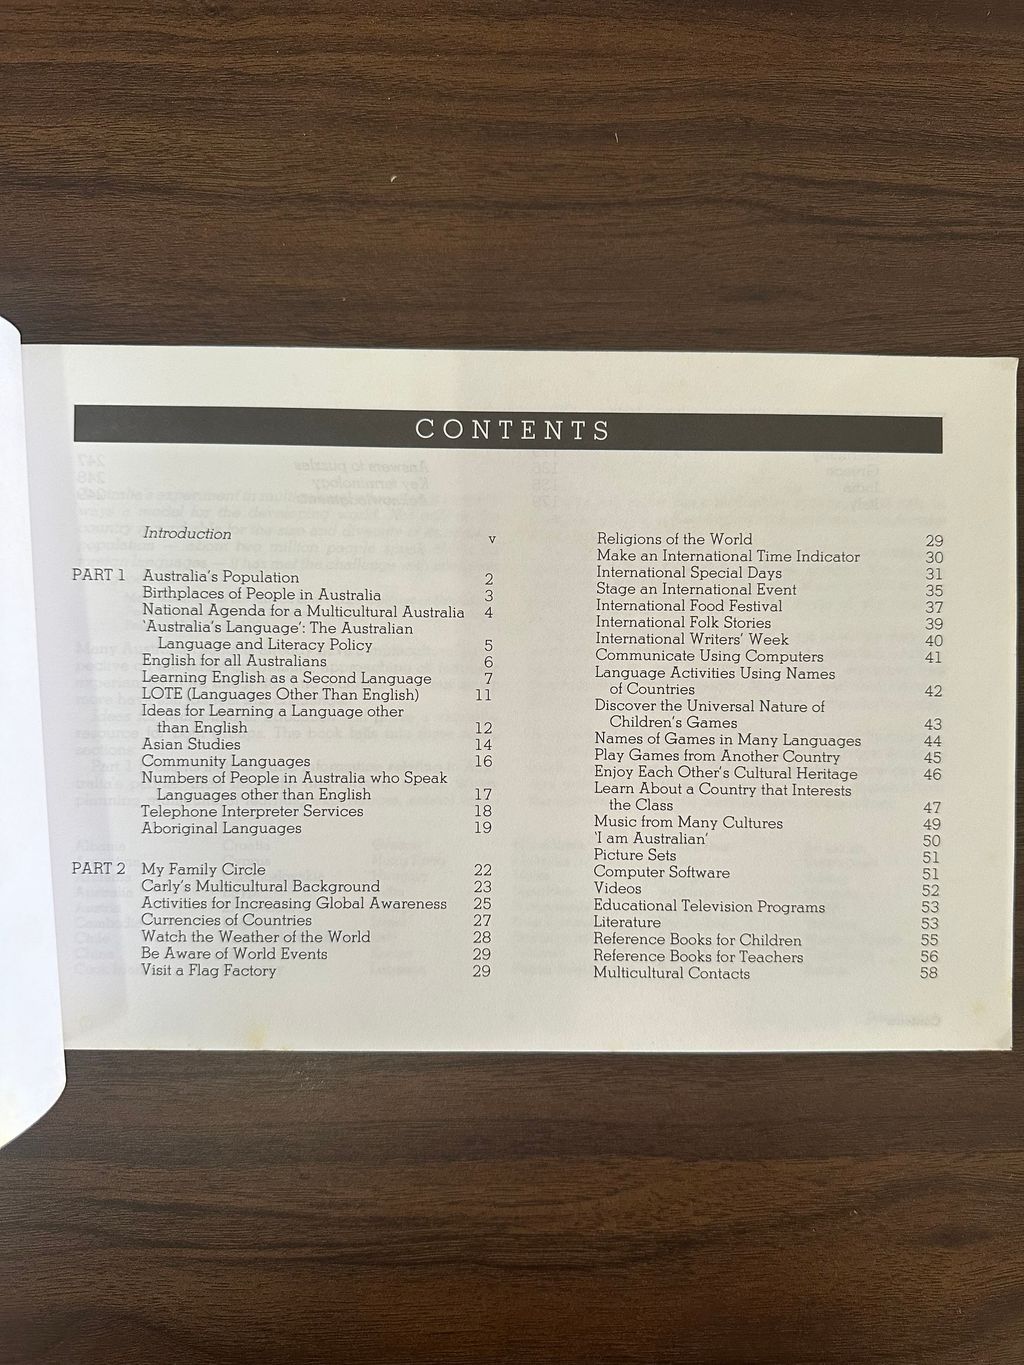 CONTENTS
Introduction v
PART 1 Australia's Population 2
Birthplaces of People in Australia 3
National Agenda for a Multicultural Australia 4
'Australia's Language': The Australian
Language and Literacy Policy 5
English for all Australians 6
Learning English as a Second Language 7
LOTE (Languages Other Than English) 11
Ideas for Learning a Language other
than English 12
Asian Studies 14
Community Languages 16
Numbers of People in Australia who Speak
Languages other than English 17
Telephone Interpreter Services 18
Aboriginal Languages 19
PART 2 My Family Circle 22
Carly's Multicultural Background 23
Activities for Increasing Global Awareness 25
Currencies of Countries 27
Watch the Weather of the World 28
Be Aware of World Events 29
Visit a Flag Factory 29
Religions of the World 29
Make an International Time Indicator 30
International Special Days 31
Stage an International Event 35
International Food Festival 37
International Folk Stories 39
International Writers' Week 40
Communicate Using Computers 41
Language Activities Using Names
of Countries 42
Discover the Universal Nature of
Children's Games 43
Names of Games in Many Languages 44
Play Games from Another Country 45
Enjoy Each Other's Cultural Heritage 46
Learn About a Country that Interests
the Class 47
Music from Many Cultures 49
'I am Australian' 50
Picture Sets 51
Computer Software 51
Videos 52
Educational Television Programs 53
Literature 53
Reference Books for Children 55
Reference Books for Teachers 56
Multicultural Contacts 58